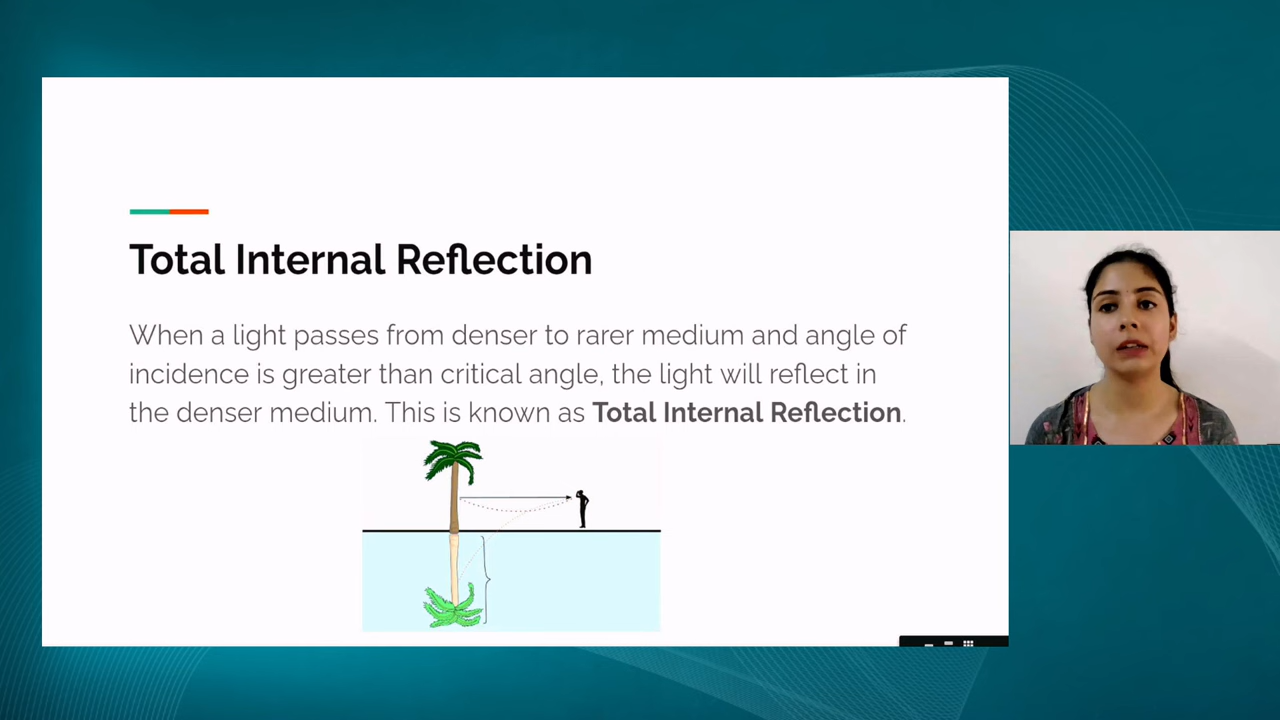 Total Internal Reflection
When a light passes from denser to rarer medium and angle of
incidence is greater than critical angle, the light will reflect in
the denser medium. This is known as Total Internal Reflection.